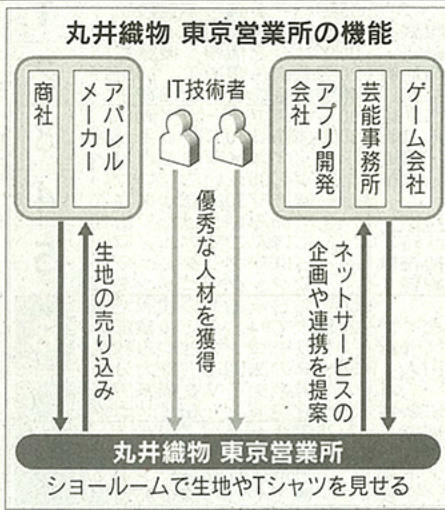 丸井織物 東京営業所の機能
商社
アパレル
メーカー
IT技術者
アプリ開発
会社
芸能事務所
ゲーム会社
生地の売り込み
優秀な人材を獲得
ネットサービスの
企画や連携を提案
丸井織物 東京営業所
ショールームで生地やTシャツを見せる